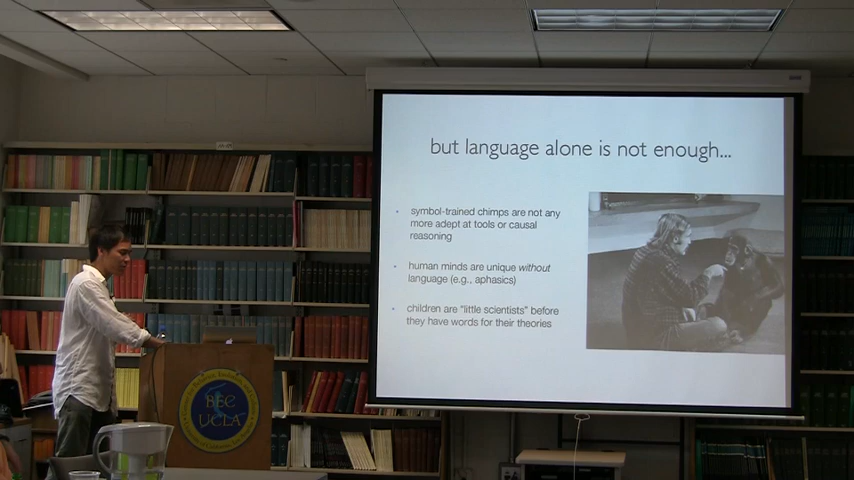 but language alone is not enough...
• symbol-trained chimps are not any
more adept at tools or causal
reasoning
• human minds are unique without
language (e.g., aphasics)
• children are "little scientists" before
they have words for their theories
BEC
UCLA